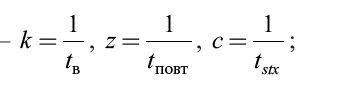 – k = 1/t_в, z = 1/t_повт, c = 1/t_stx;